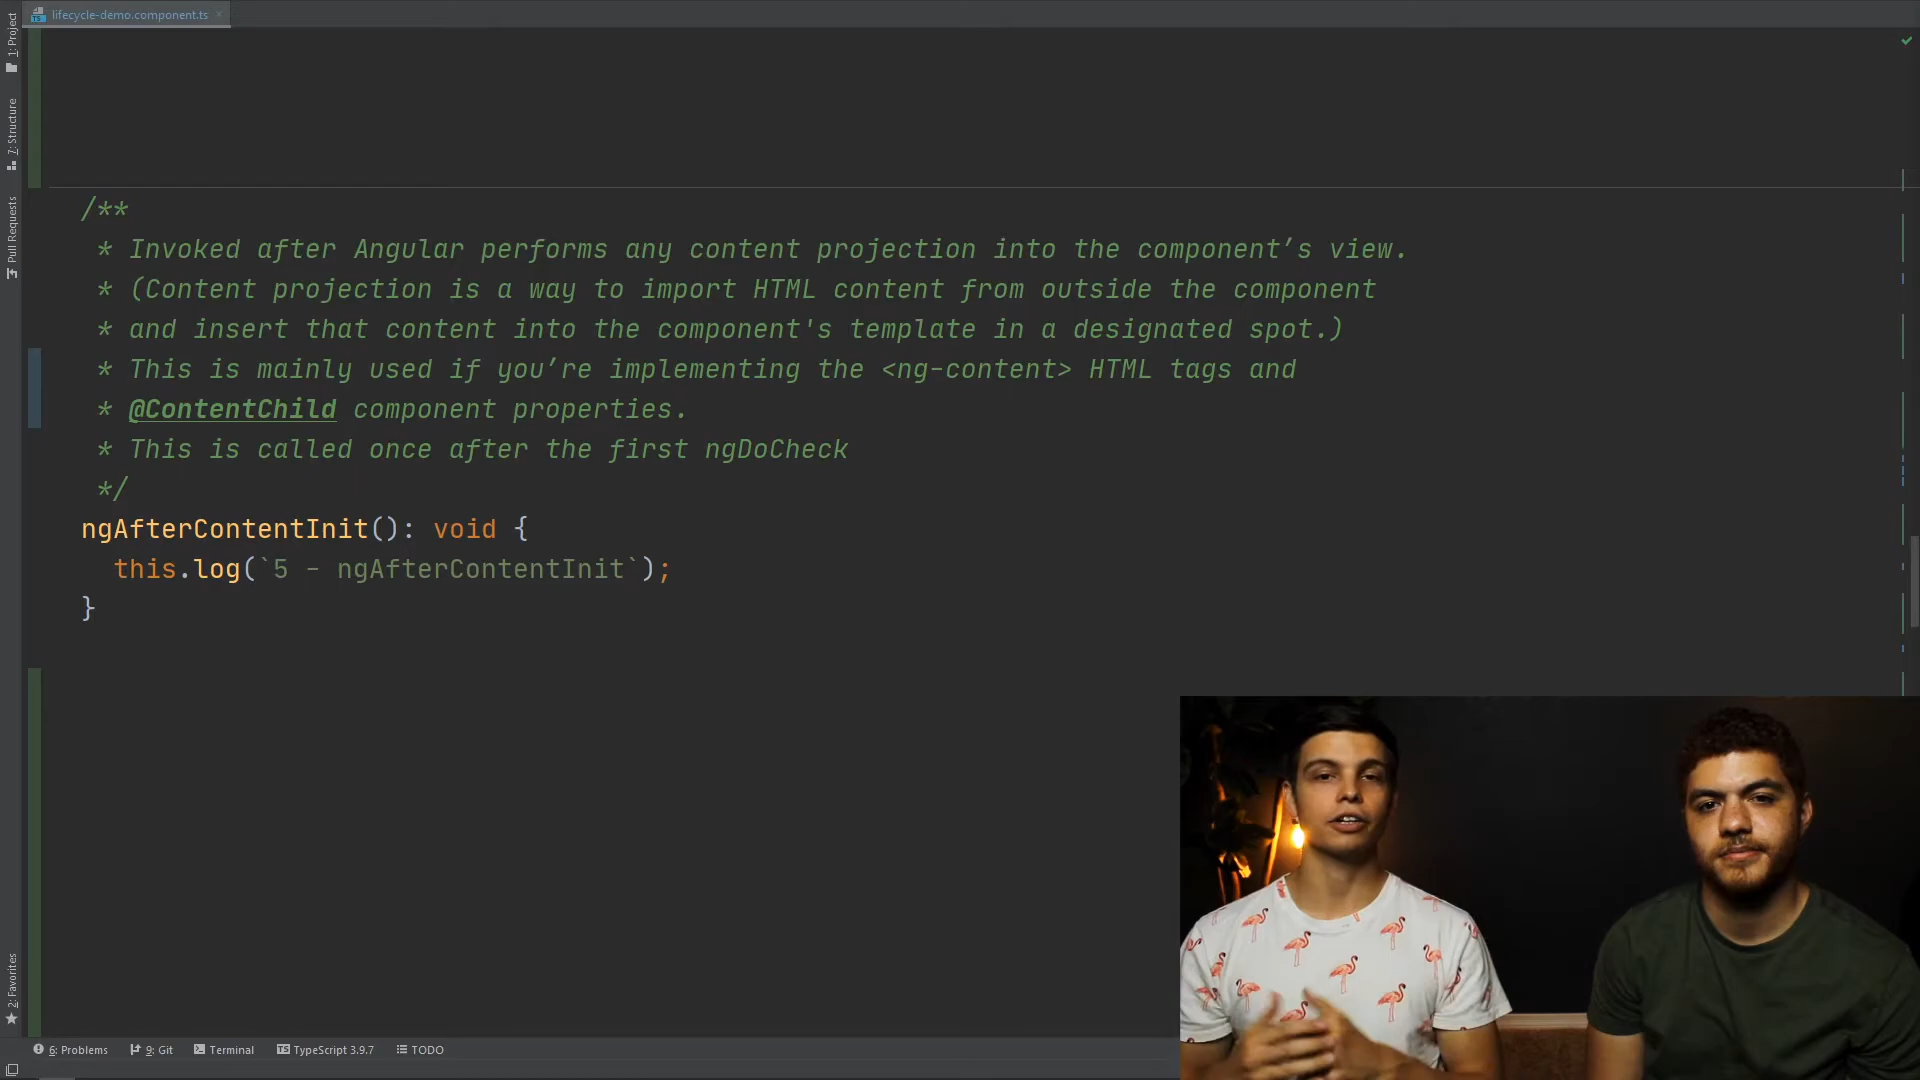 lifecycle-demo.component.ts
1: Project
7: Structure
Pull Requests
/**
* Invoked after Angular performs any content projection into the component’s view.
* (Content projection is a way to import HTML content from outside the component
* and insert that content into the component's template in a designated spot.)
* This is mainly used if you’re implementing the <ng-content> HTML tags and
* @ContentChild component properties.
* This is called once after the first ngDoCheck
*/
ngAfterContentInit(): void {
this.log(`5 - ngAfterContentInit`);
}
2: Favorites
6: Problems
9: Git
Terminal
TS TypeScript 3.9.7
TODO